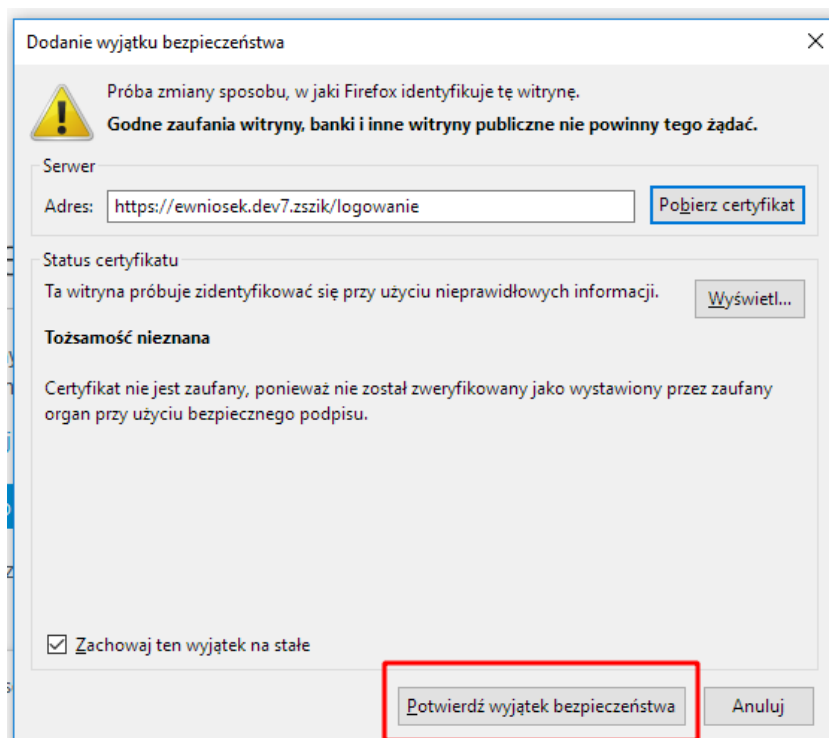 Dodanie wyjątku bezpieczeństwa
Próba zmiany sposobu, w jaki Firefox identyfikuje tę witrynę.
Godne zaufania witryny, banki i inne witryny publiczne nie powinny tego żądać.
Serwer
Adres: https://ewniosek.dev7.zszik/logowanie Pobierz certyfikat
Status certyfikatu
Ta witryna próbuje zidentyfikować się przy użyciu nieprawidłowych informacji. Wyświetl...
Tożsamość nieznana
Certyfikat nie jest zaufany, ponieważ nie został zweryfikowany jako wystawiony przez zaufany
organ przy użyciu bezpiecznego podpisu.
Zachowaj ten wyjątek na stałe
Potwierdź wyjątek bezpieczeństwa Anuluj